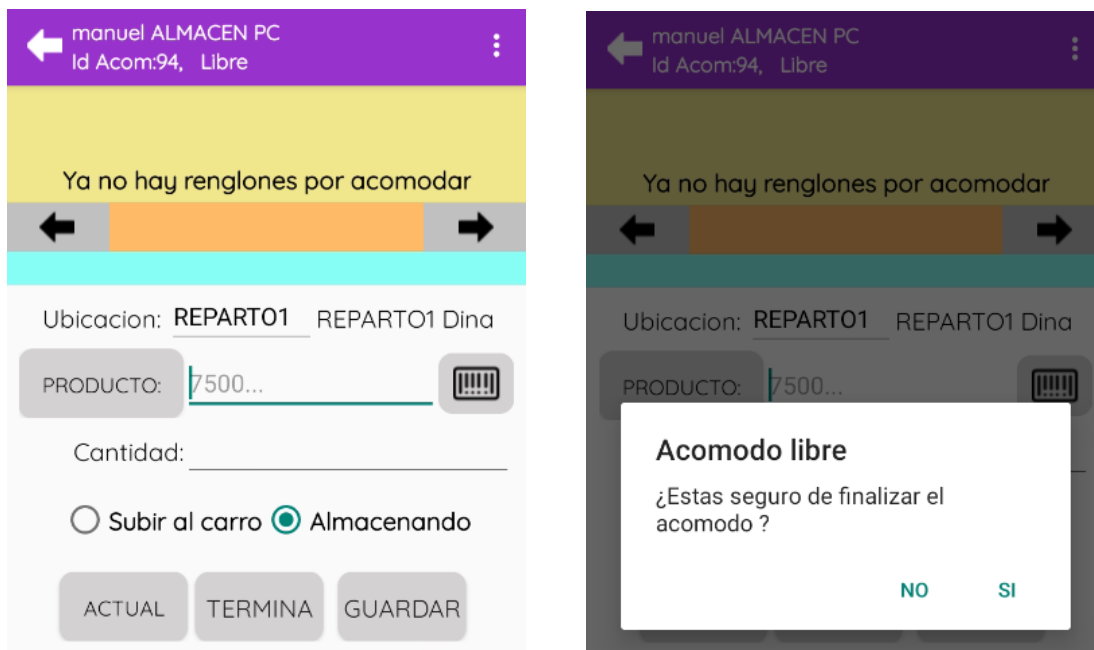 manuel ALMACEN PC
Id Acom:94, Libre
Ya no hay renglones por acomodar
Ubicacion: REPARTO1 REPARTO1 Dina
PRODUCTO: 7500...
Cantidad:
Subir al carro Almacenando
ACTUAL TERMINA GUARDAR
manuel ALMACEN PC
Id Acom:94, Libre
Ya no hay renglones por acomodar
Ubicacion: REPARTO1 REPARTO1 Dina
PRODUCTO: 7500...
Acomodo libre
¿Estas seguro de finalizar el
acomodo ?
NO SI